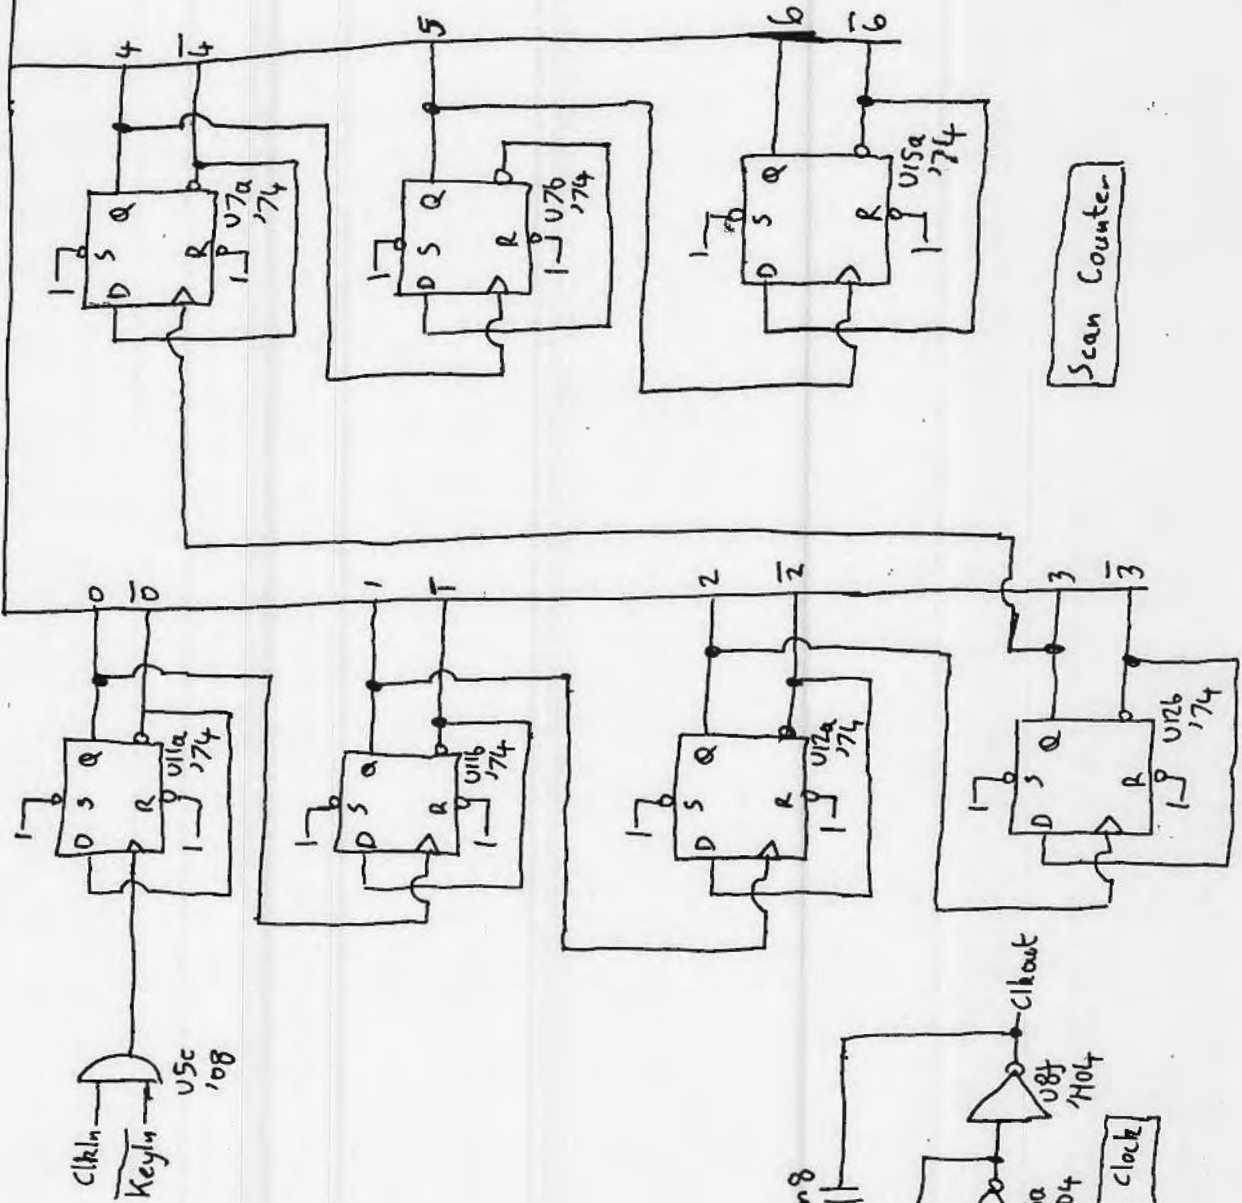 4
4̅
5
6
6̅
Q
S
R
D
U7a
'74
1
1
Q
S
R
D
U7b
'74
1
1
Q
S
R
D
U15a
'74
1
1
Scan Counter
0
0̅
1
1̅
2
2̅
3
3̅
Q
S
R
D
U11a
'74
1
1
Q
S
R
D
U11b
'74
1
1
Q
S
R
D
U12a
'74
1
1
Q
S
R
D
U12b
'74
1
1
ClkIn
K̅e̅y̅I̅n̅
U5c
'08
Clkout
U8f
'H04
n8
a
04
Clock